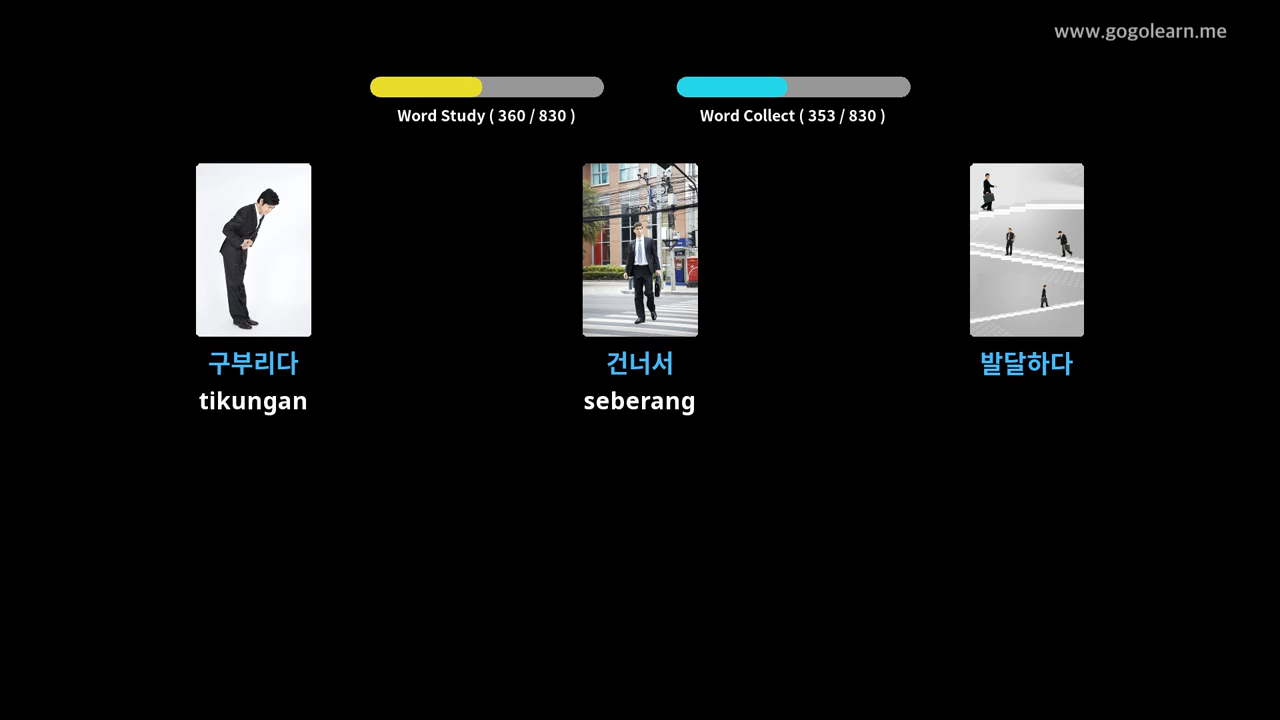 www.gogolearn.me
Word Study ( 360 / 830 )
Word Collect ( 353 / 830 )
구부리다
건너서
발달하다
tikungan
seberang